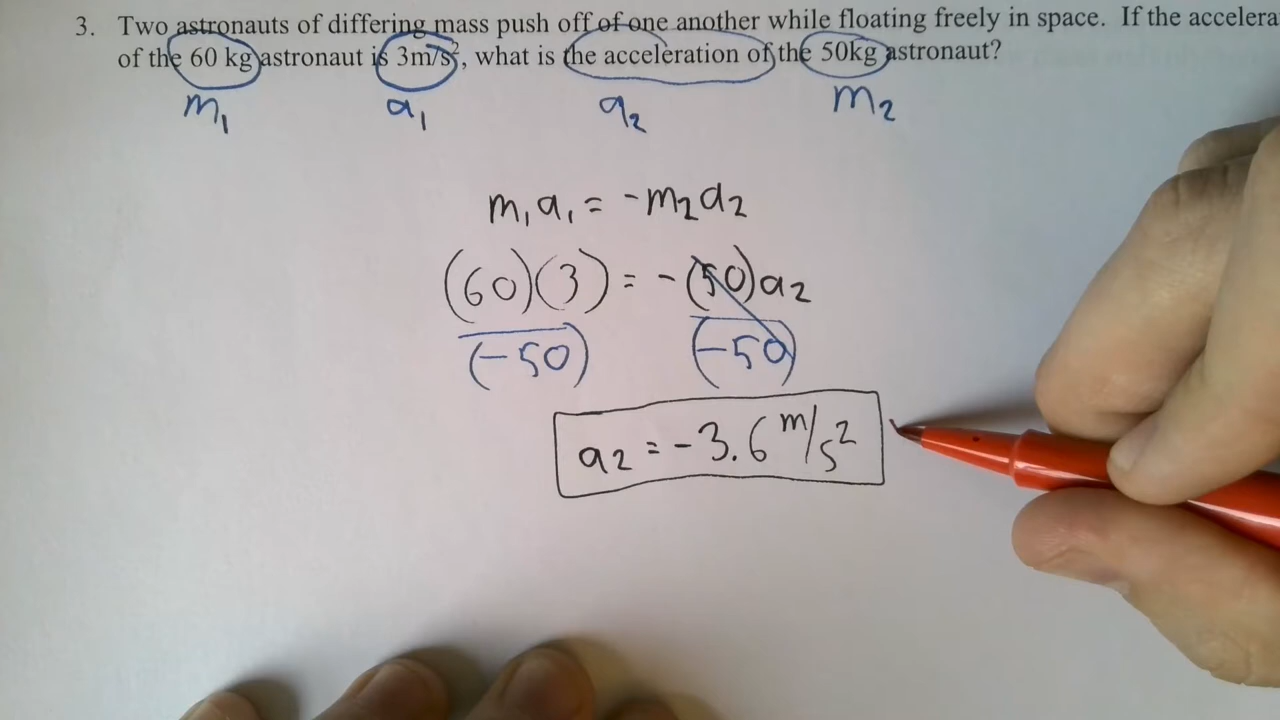 3. Two astronauts of differing mass push off of one another while floating freely in space. If the accelera
of the 60 kg astronaut is 3m/s², what is the acceleration of the 50kg astronaut?
m₁ a₁ a₂ m₂
m₁a₁ = -m₂a₂
(60)(3) = -(50)a₂
(-50) (-50)
a₂ = -3.6 m/s²